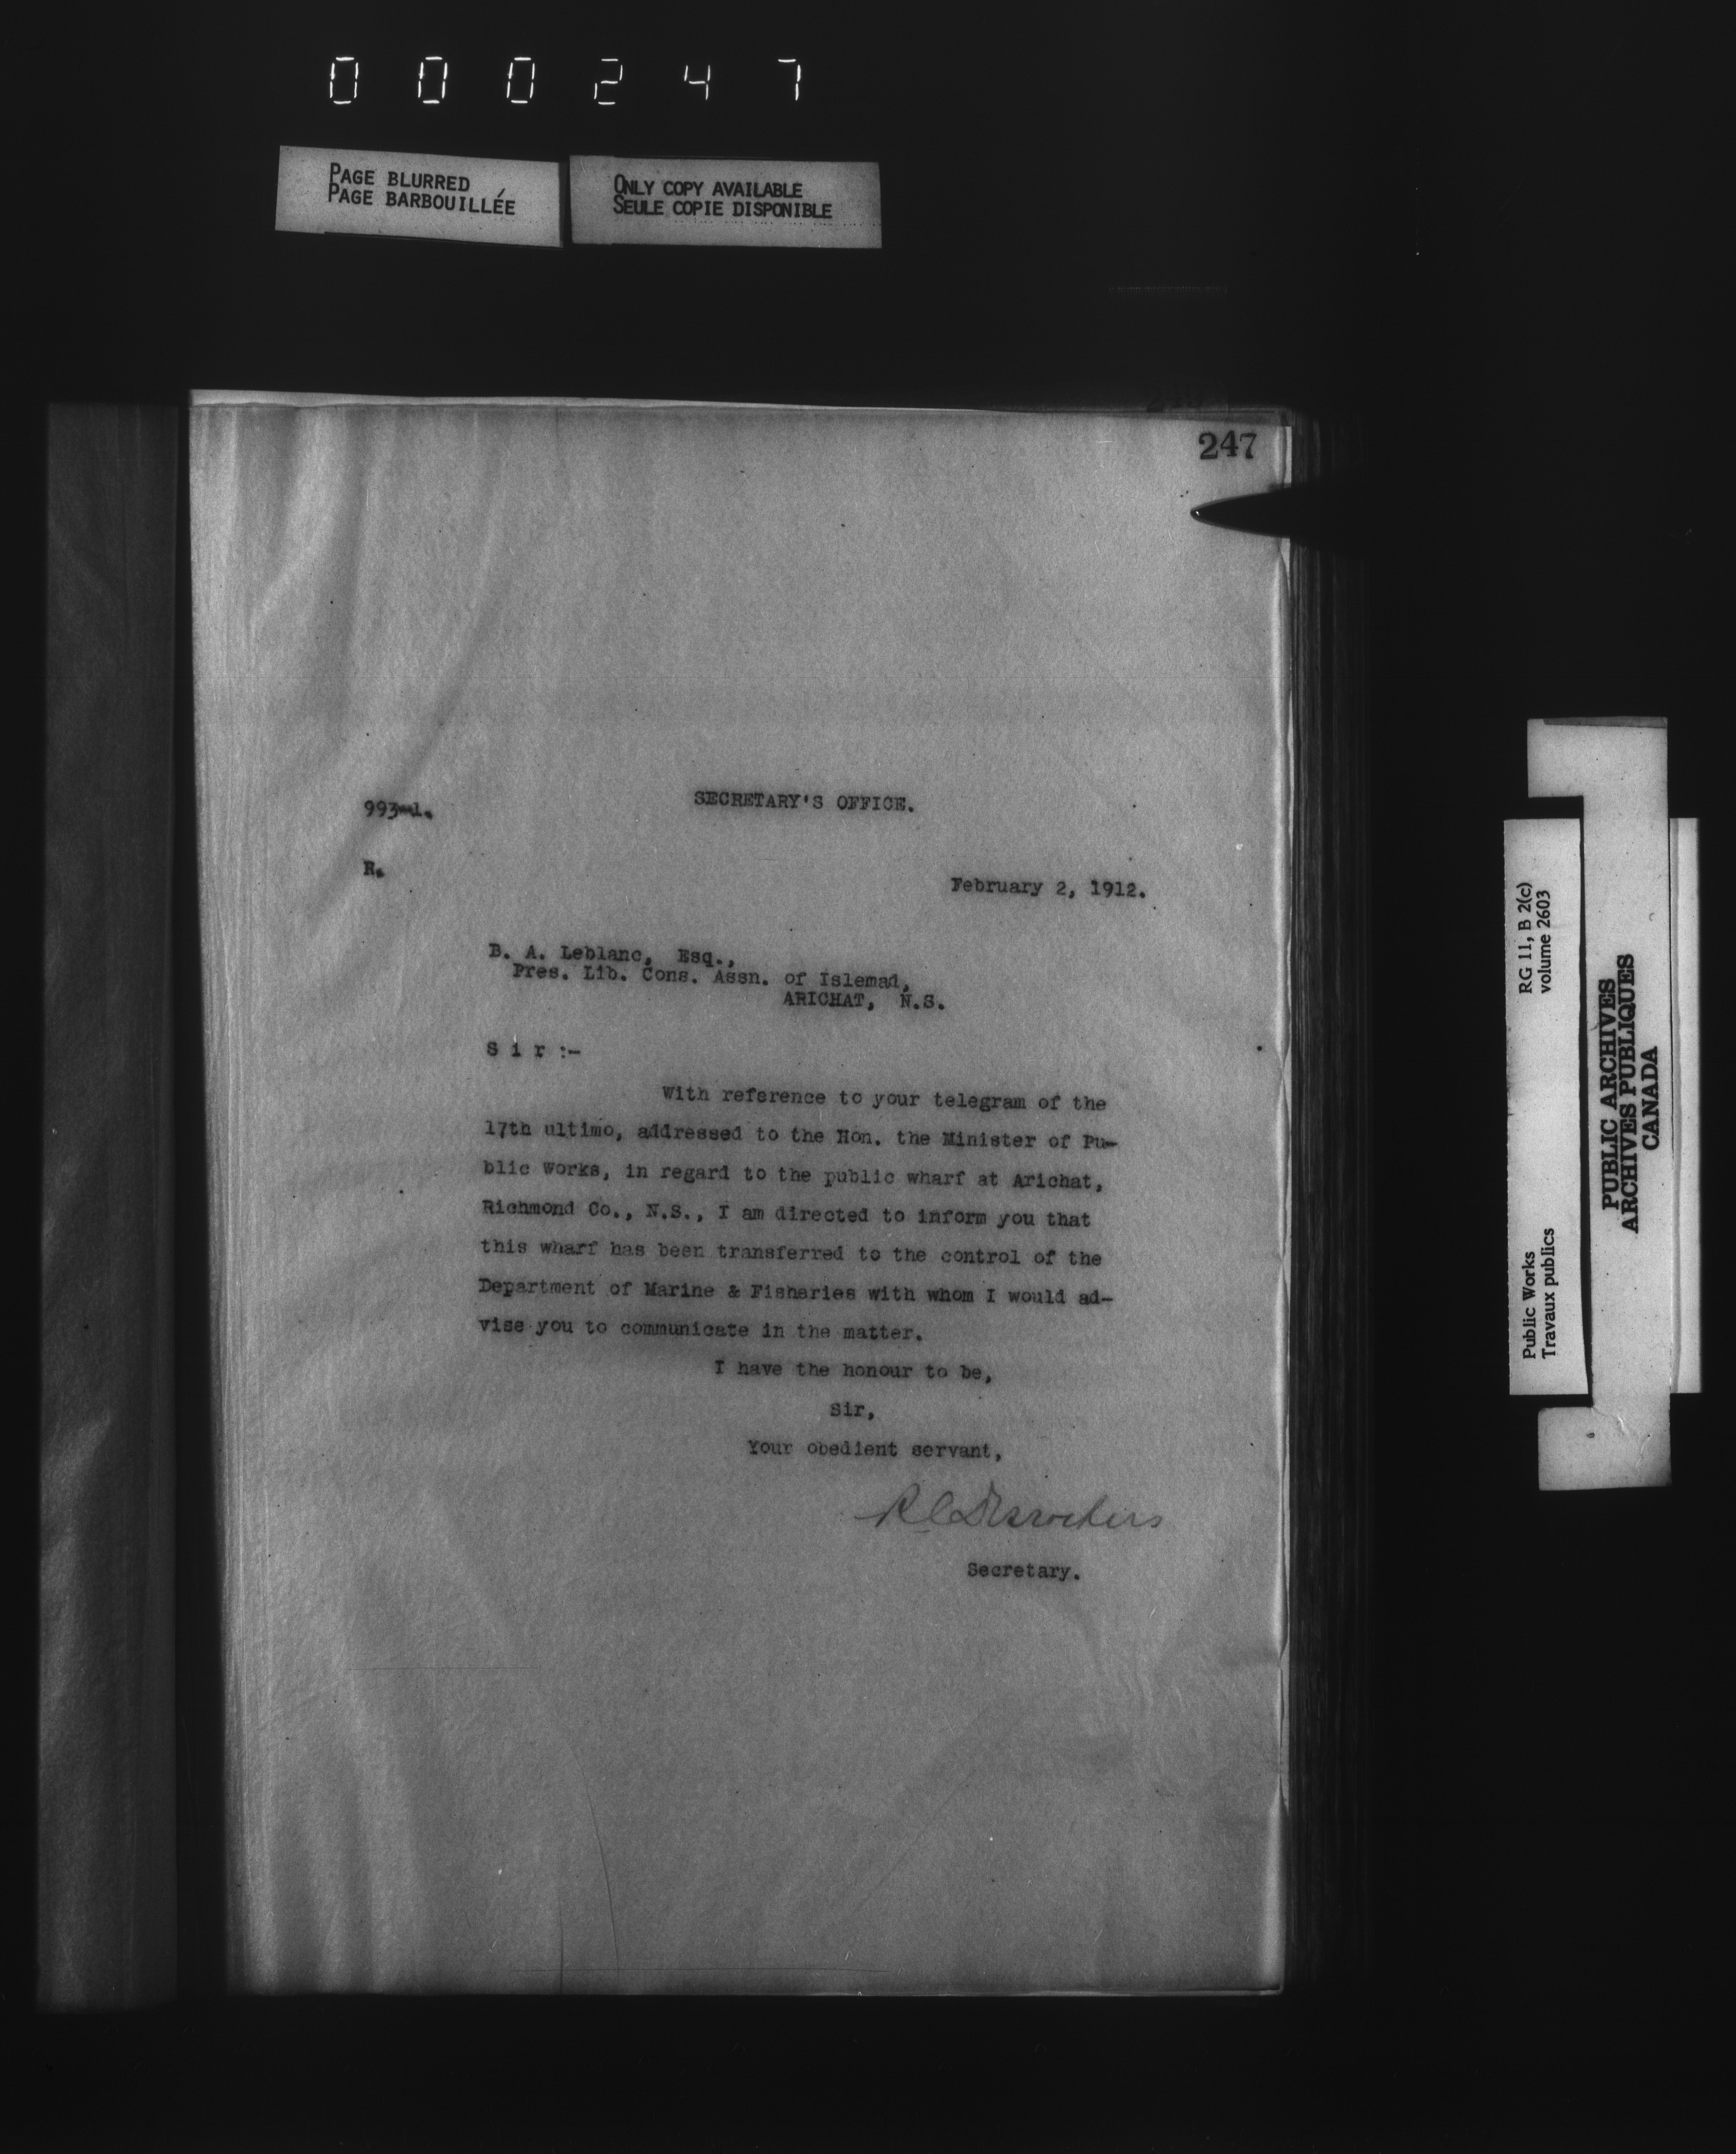 000247
PAGE BLURRED
PAGE BARBOUILLÉE
ONLY COPY AVAILABLE
SEULE COPIE DISPONIBLE
247
993-1.
SECRETARY'S OFFICE.
R.
February 2, 1912.
B. A. Leblanc, Esq.,
Pres. Lib. Cons. Assn. of Islemad,
ARICHAT, N.S.
S i r :-
With reference to your telegram of the
17th ultimo, addressed to the Hon. the Minister of Pu-
blic Works, in regard to the public wharf at Arichat,
Richmond Co., N.S., I am directed to inform you that
this wharf has been transferred to the control of the
Department of Marine & Fisheries with whom I would ad-
vise you to communicate in the matter.
I have the honour to be,
Sir,
Your obedient servant,
R C Desrochers
Secretary.
RG 11, B 2(c)
volume 2603
Public Works
Travaux publics
PUBLIC ARCHIVES
ARCHIVES PUBLIQUES
CANADA